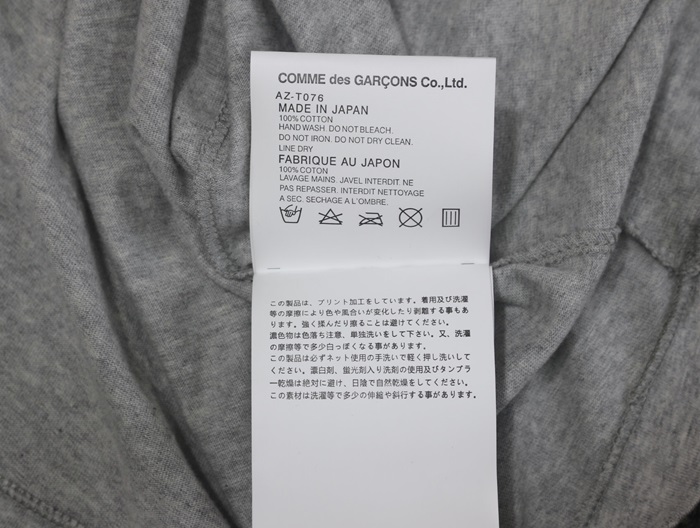 COMME des GARÇONS Co.,Ltd.
AZ-T076
MADE IN JAPAN
100% COTTON
HAND WASH. DO NOT BLEACH.
DO NOT IRON. DO NOT DRY CLEAN.
LINE DRY
FABRIQUE AU JAPON
100% COTON
LAVAGE MAINS. JAVEL INTERDIT. NE
PAS REPASSER. INTERDIT NETTOYAGE
A SEC. SECHAGE A L'OMBRE.
この製品は、プリント加工をしています。着用及び洗濯
等の摩擦により色や風合いが変化したり剥離する事もあ
ります。強く揉んだり擦ることは避けてください。
濃色物は色落ち注意、単独洗いをして下さい。又、洗濯
の摩擦等で多少白っぽくなる事があります。
この製品は必ずネット使用の手洗いで軽く押し洗いして
ください。漂白剤、蛍光剤入り洗剤の使用及びタンブラ
ー乾燥は絶対に避け、日陰で自然乾燥をしてください。
この素材は洗濯等で多少の伸縮や斜行する事があります。